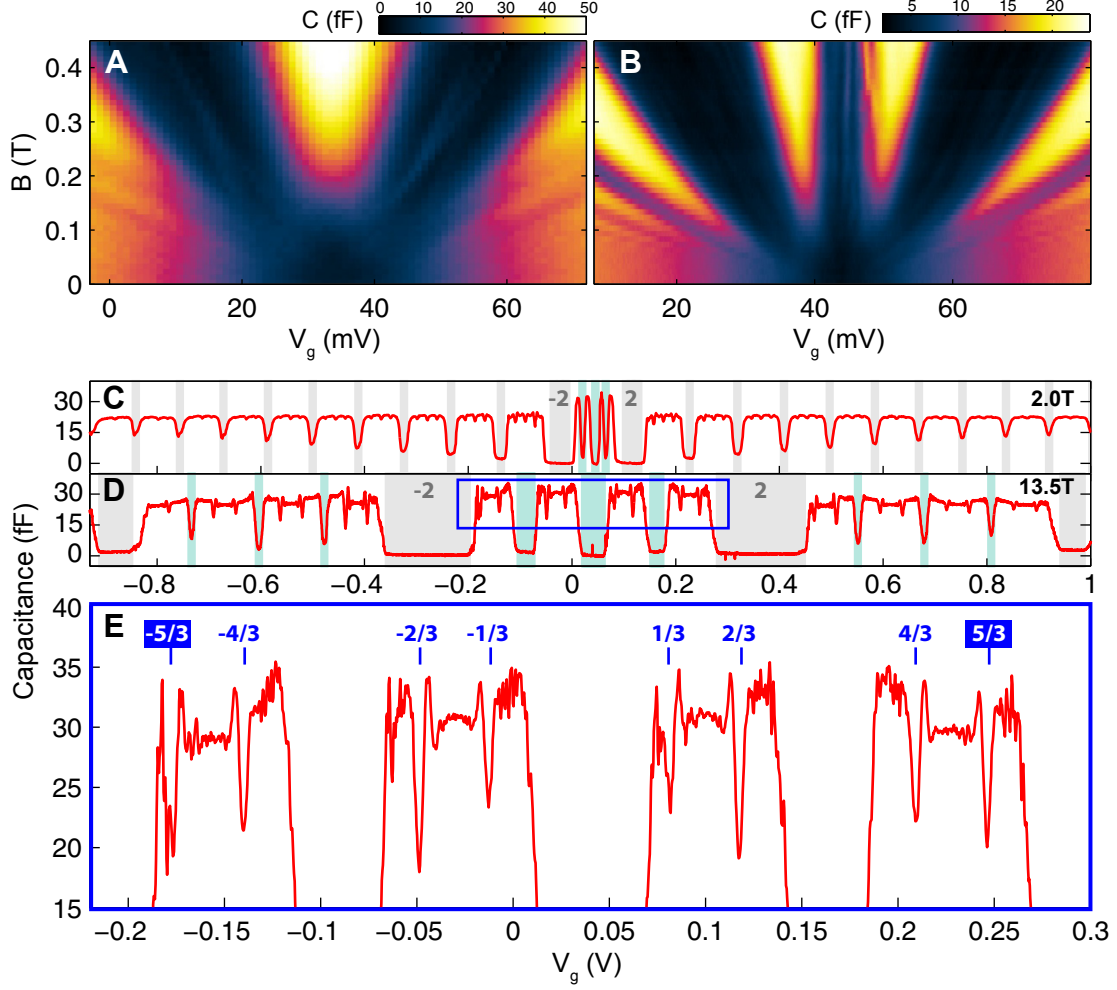 C (fF) 0 10 20 30 40 50
C (fF) 5 10 15 20
A
B
B (T)
0.4
0.3
0.2
0.1
0
0 20 40 60
20 40 60
V_g (mV)
V_g (mV)
C -2 2 2.0T
30
15
0
D -2 2 13.5T
30
15
0
−0.8 −0.6 −0.4 −0.2 0 0.2 0.4 0.6 0.8 1
Capacitance (fF)
E
-5/3 -4/3 -2/3 -1/3 1/3 2/3 4/3 5/3
40
35
30
25
20
15
−0.2 −0.15 −0.1 −0.05 0 0.05 0.1 0.15 0.2 0.25 0.3
V_g (V)